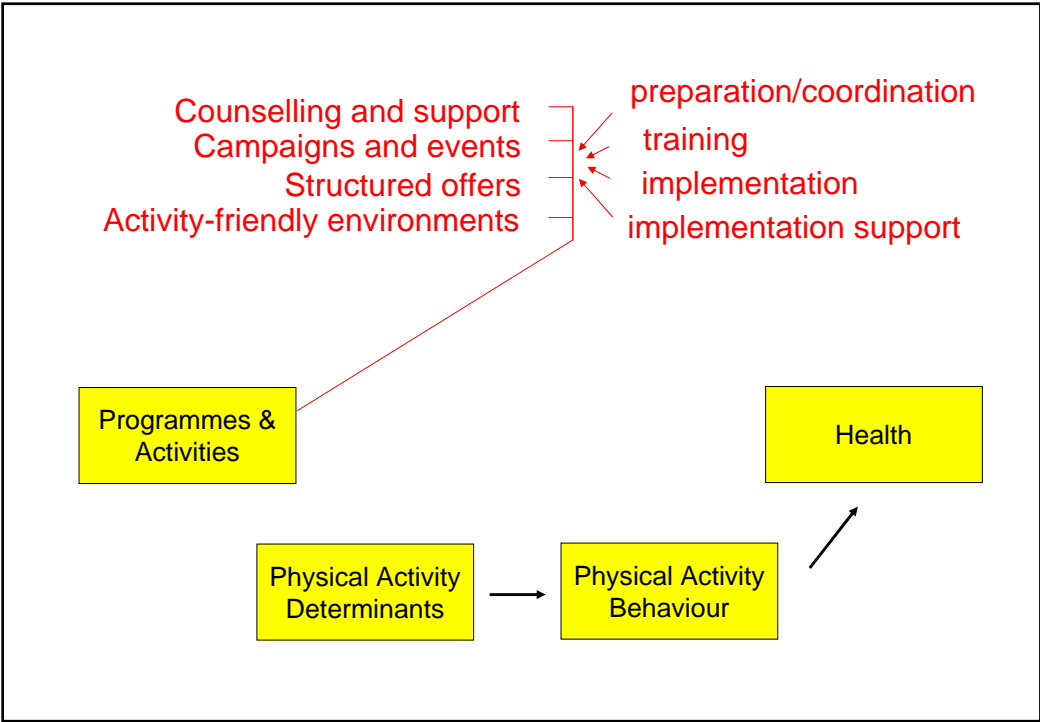 Counselling and support
Campaigns and events
Structured offers
Activity-friendly environments
preparation/coordination
training
implementation
implementation support
Programmes &
Activities
Health
Physical Activity
Determinants
Physical Activity
Behaviour